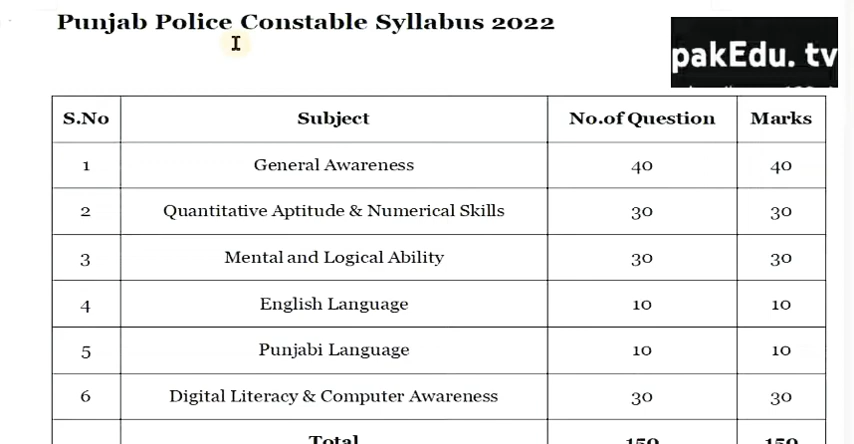 Punjab Police Constable Syllabus 2022
pakEdu. tv
S.No Subject No.of Question Marks
1 General Awareness 40 40
2 Quantitative Aptitude & Numerical Skills 30 30
3 Mental and Logical Ability 30 30
4 English Language 10 10
5 Punjabi Language 10 10
6 Digital Literacy & Computer Awareness 30 30
Total 150 150